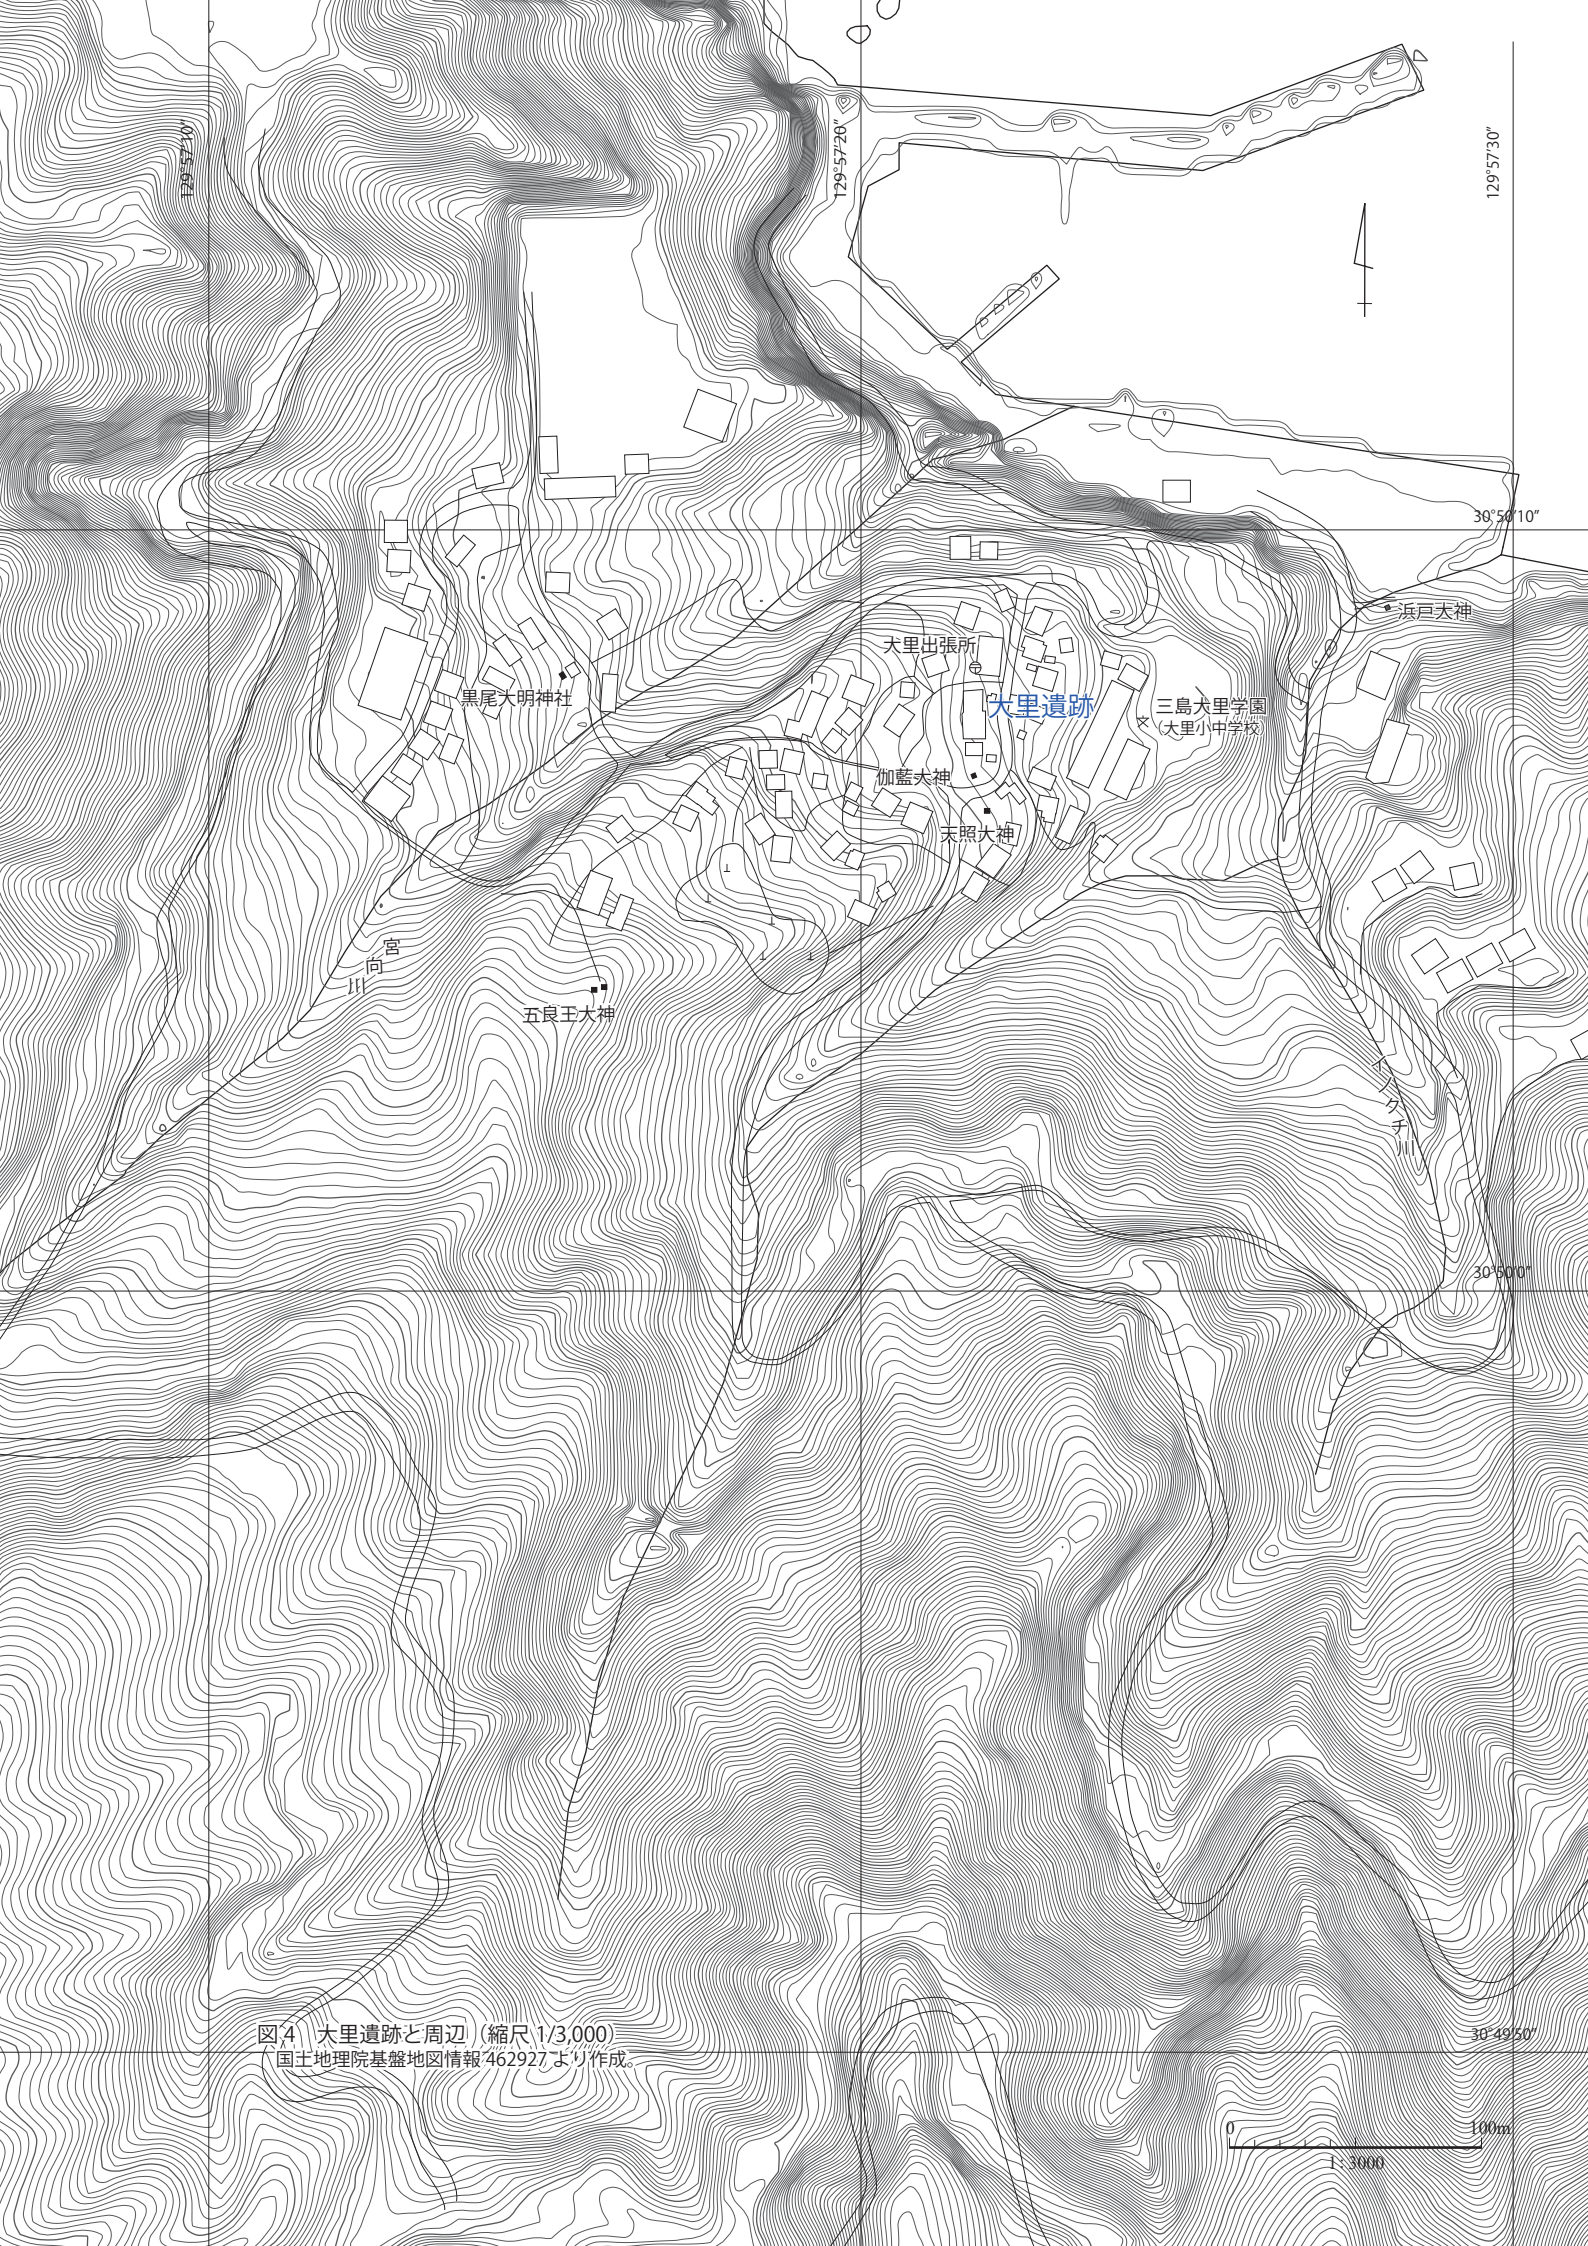 129°57′10″
129°57′20″
129°57′30″
30°50′10″
浜戸大神
大里出張所
黒尾大明神社
大里遺跡
三島大里学園
（大里小中学校）
伽藍大神
天照大神
宮向川
五良王大神
イノクチ川
30°50′0″
図 4　大里遺跡と周辺（縮尺 1/3,000）
国土地理院基盤地図情報 462927 より作成。
30°49′50″
0 100m
1 : 3000